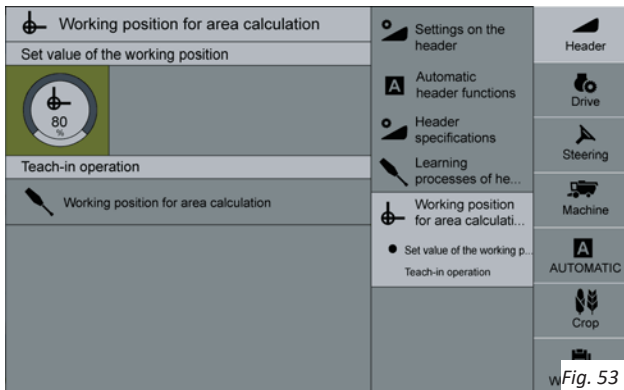 Working position for area calculation
Set value of the working position
80
%
Teach-in operation
Working position for area calculation
Settings on the
header
A
Automatic
header functions
Header
specifications
Learning
processes of he...
Working position
for area calculati...
Set value of the working p...
Teach-in operation
Header
Drive
Steering
Machine
A
AUTOMATIC
Crop
Fig. 53